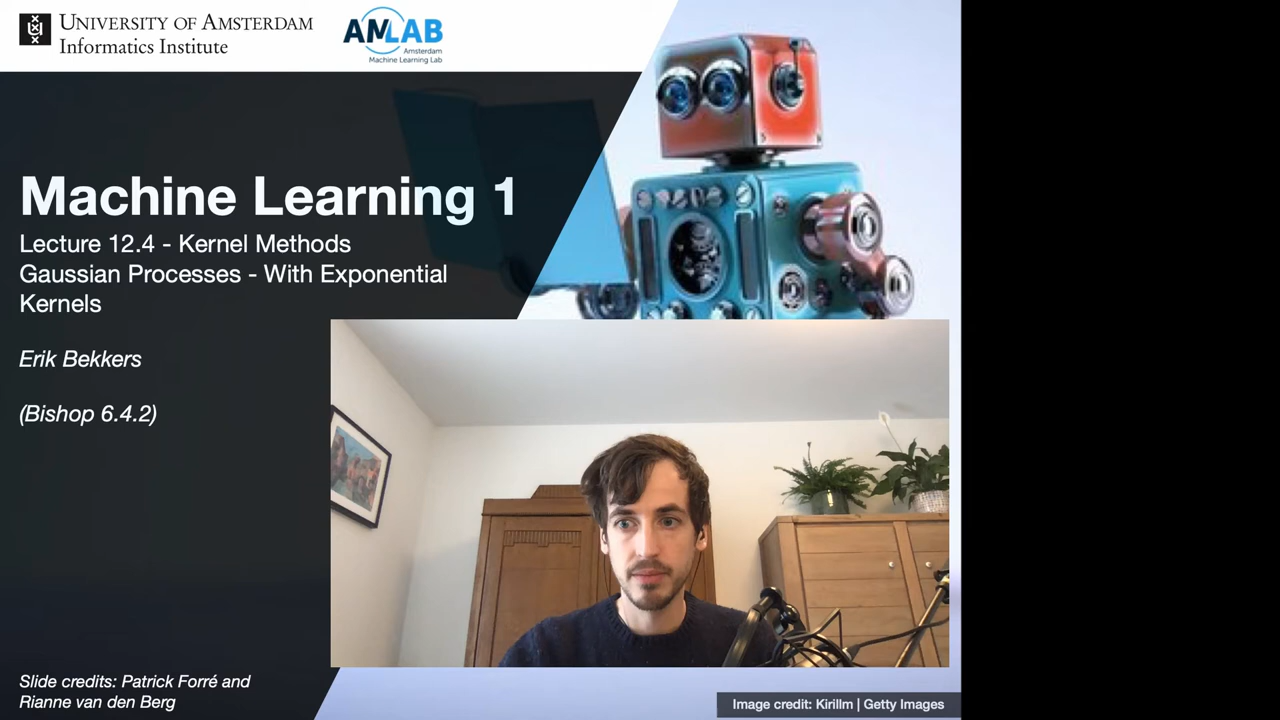 UNIVERSITY OF AMSTERDAM
Informatics Institute
AMLAB
Amsterdam
Machine Learning Lab
Machine Learning 1
Lecture 12.4 - Kernel Methods
Gaussian Processes - With Exponential
Kernels
Erik Bekkers
(Bishop 6.4.2)
Slide credits: Patrick Forré and
Rianne van den Berg
Image credit: Kirillm | Getty Images